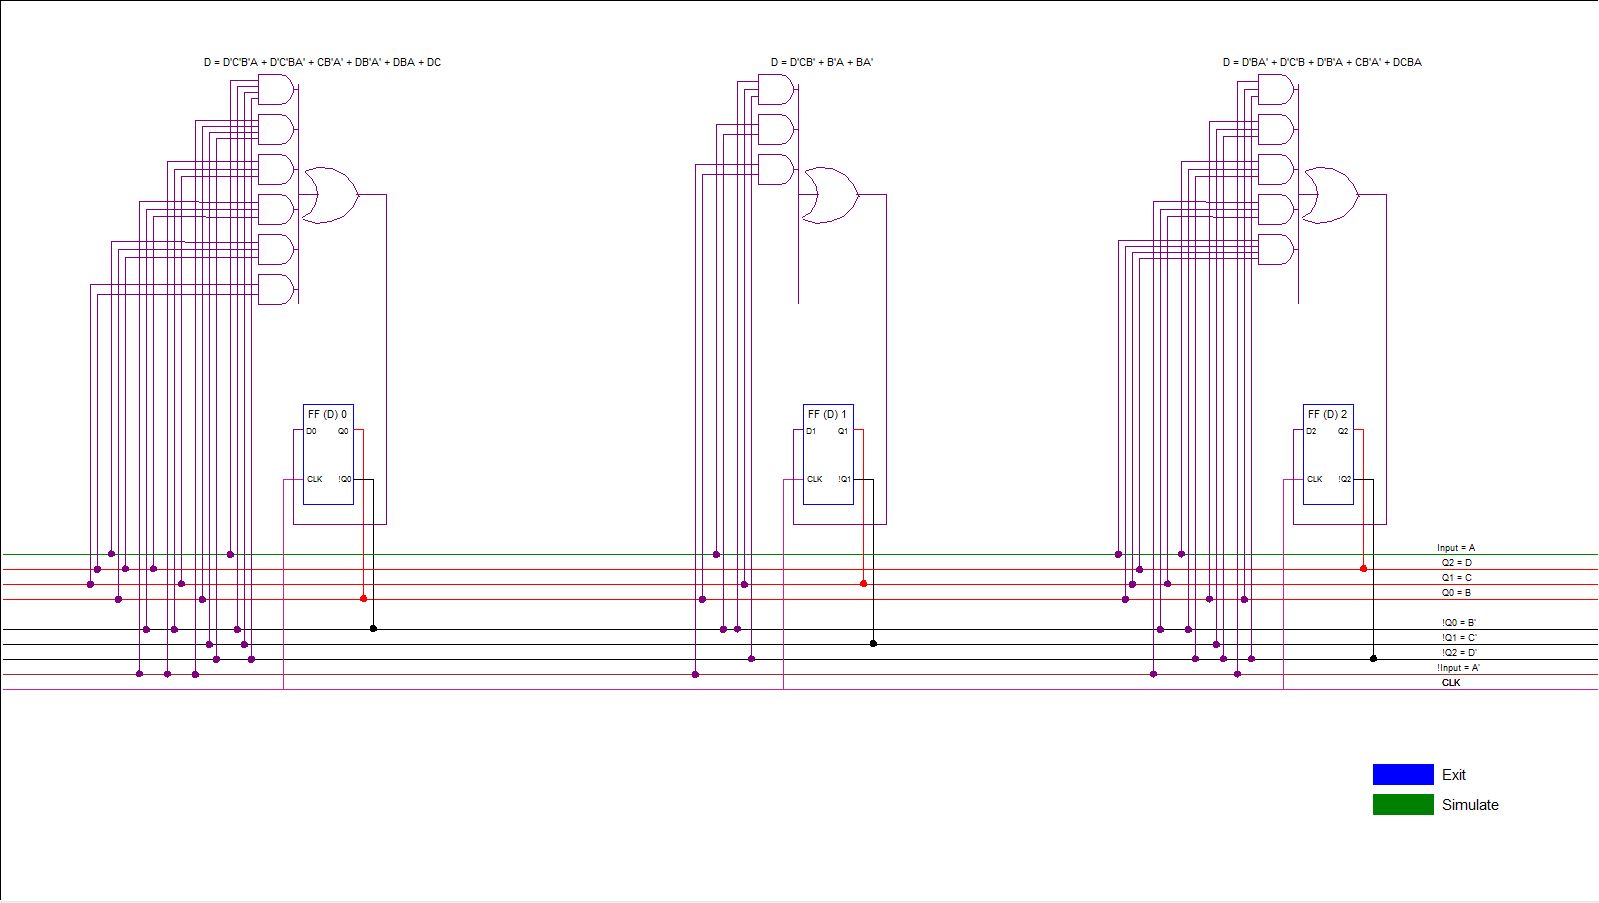 D = D'C'B'A + D'C'BA' + CB'A' + DB'A' + DBA + DC
D = D'CB' + B'A + BA'
D = D'BA' + D'C'B + D'B'A + CB'A' + DCBA
FF (D) 0
D0 Q0
CLK !Q0
FF (D) 1
D1 Q1
CLK !Q1
FF (D) 2
D2 Q2
CLK !Q2
Input = A
Q2 = D
Q1 = C
Q0 = B
!Q0 = B'
!Q1 = C'
!Q2 = D'
!Input = A'
CLK
Exit
Simulate